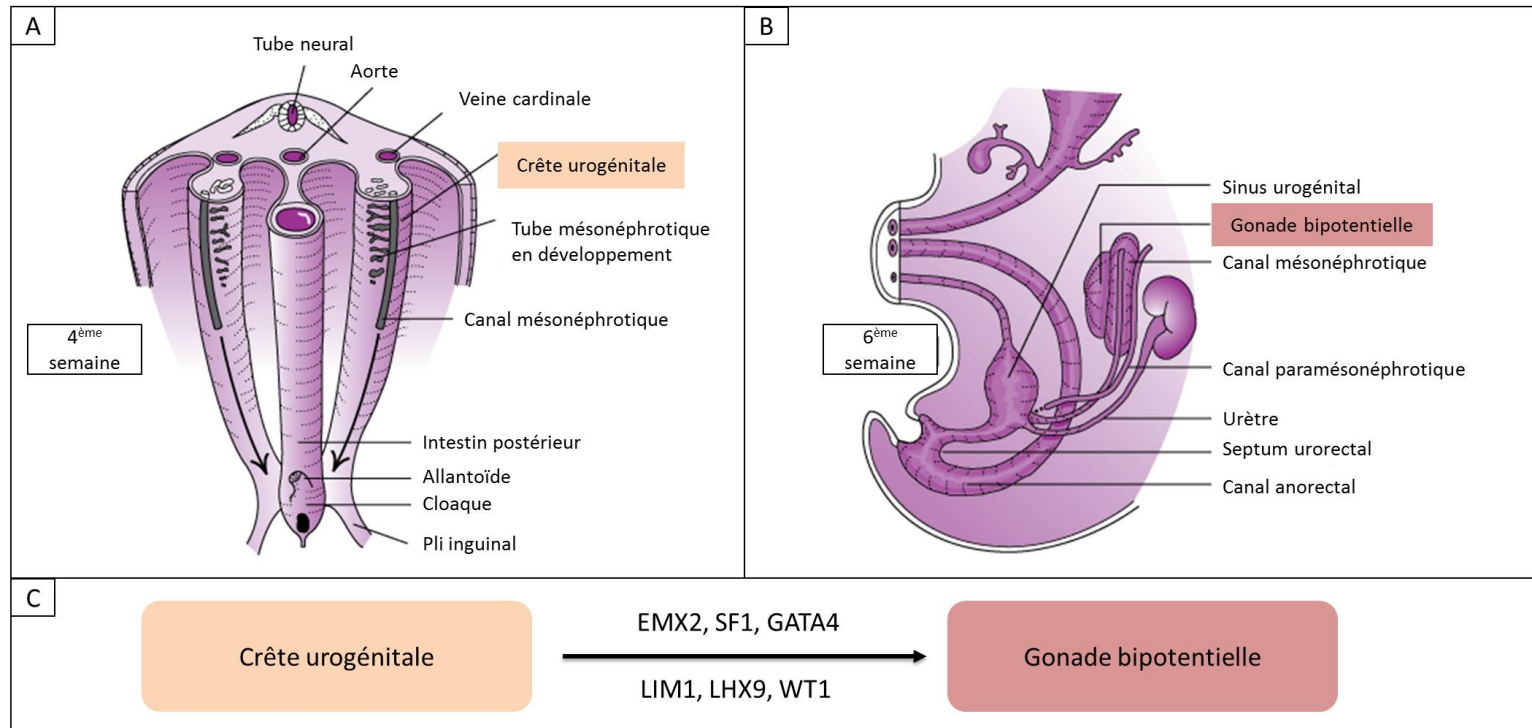 A
Tube neural
Aorte
Veine cardinale
Crête urogénitale
Tube mésonéphrotique
en développement
Canal mésonéphrotique
4ème
semaine
Intestin postérieur
Allantoïde
Cloaque
Pli inguinal
B
Sinus urogénital
Gonade bipotentielle
Canal mésonéphrotique
6ème
semaine
Canal paramésonéphrotique
Urètre
Septum urorectal
Canal anorectal
C
Crête urogénitale
EMX2, SF1, GATA4
LIM1, LHX9, WT1
Gonade bipotentielle